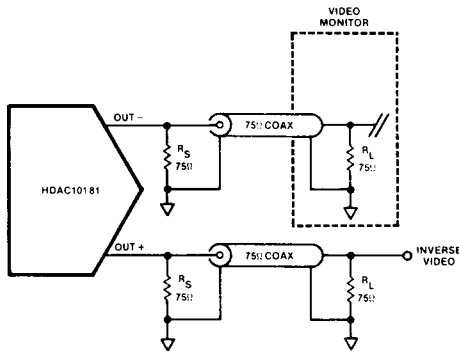 VIDEO
MONITOR
OUT −
75Ω COAX
RS
75Ω
RL
75Ω
HDAC10181
OUT +
75Ω COAX
INVERSE
VIDEO
RS
75Ω
RL
75Ω